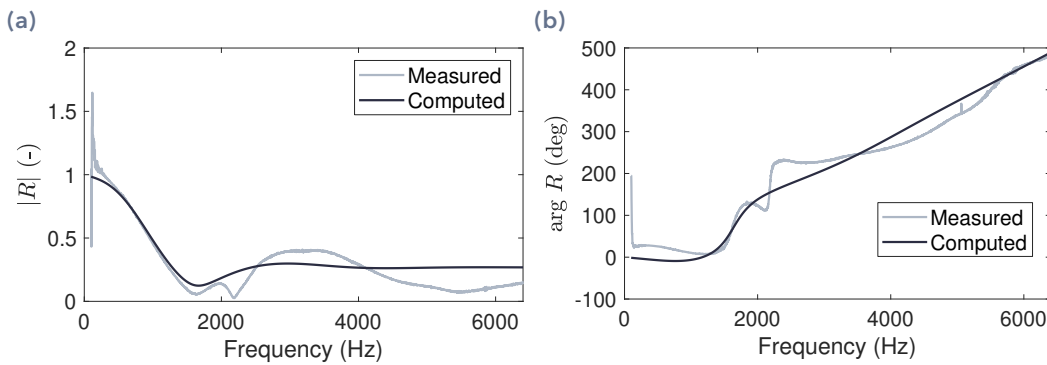 (a)
2
1.5
1
0.5
0
|R| (-)
Measured
Computed
0 2000 4000 6000
Frequency (Hz)
(b)
500
400
300
200
100
0
-100
arg R (deg)
Measured
Computed
0 2000 4000 6000
Frequency (Hz)